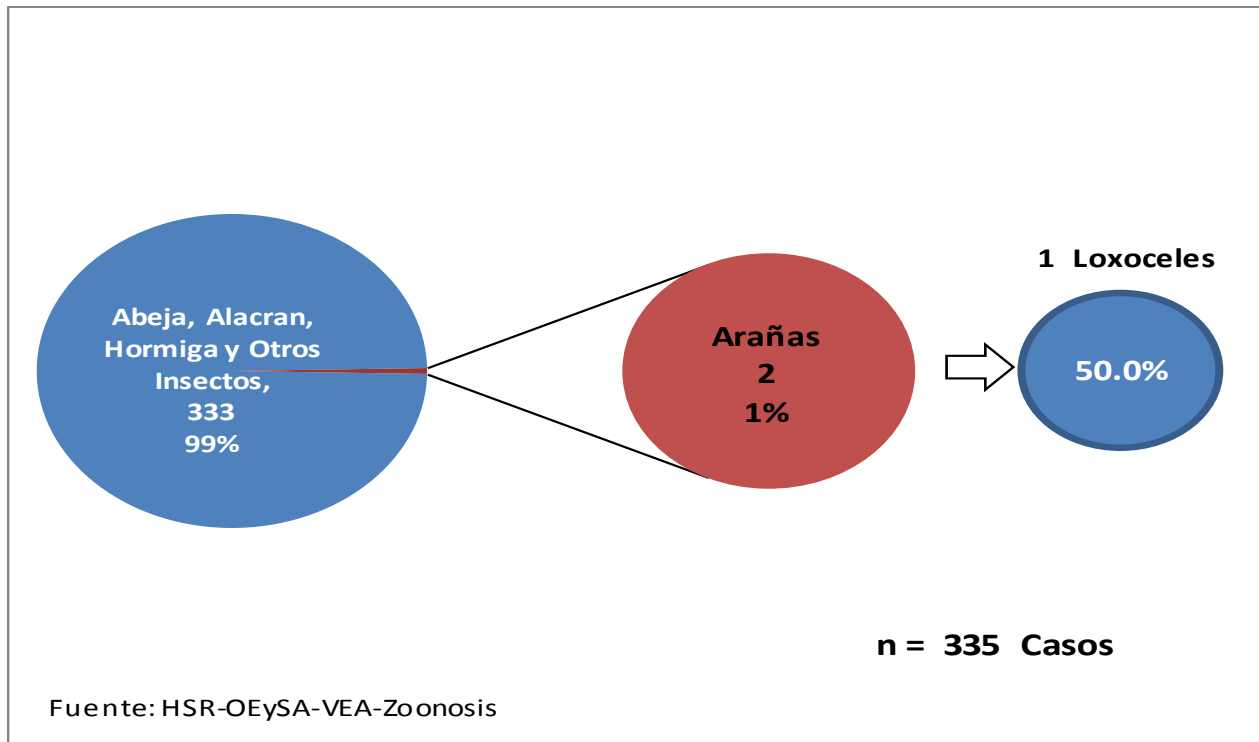 Abeja, Alacran,
Hormiga y Otros
Insectos,
333
99%
Arañas
2
1%
1 Loxoceles
50.0%
n = 335 Casos
Fuente: HSR-OEySA-VEA-Zoonosis